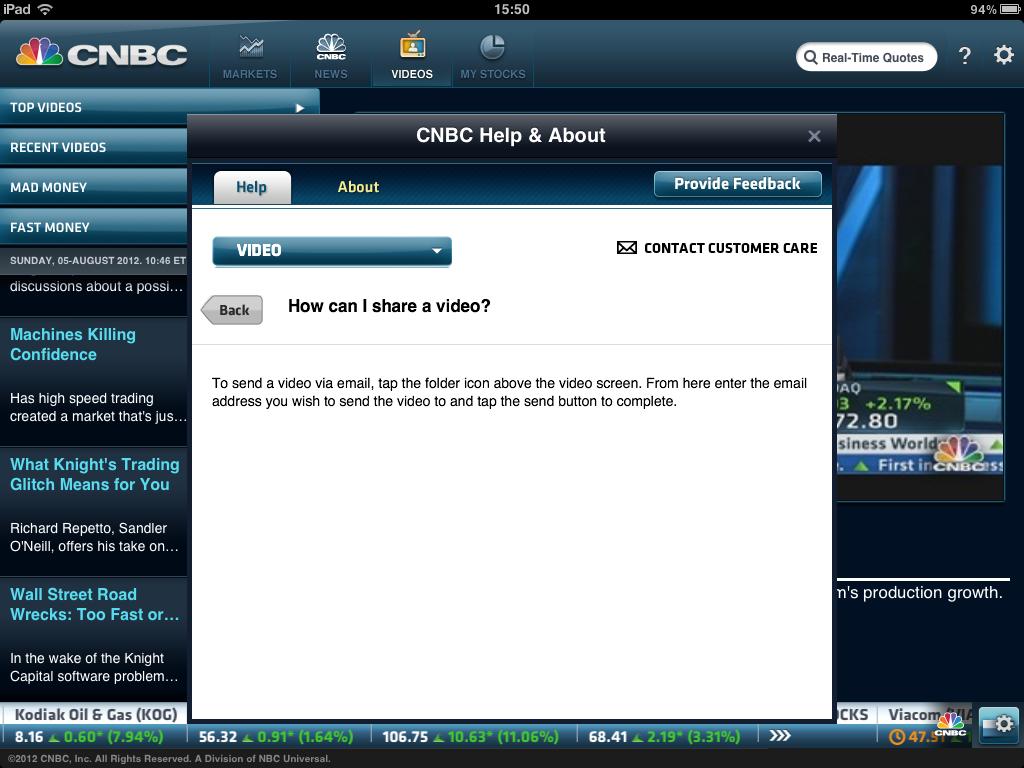 iPad
15:50
94%
CNBC
MARKETS
CNBC
NEWS
VIDEOS
MY STOCKS
Real-Time Quotes
?
TOP VIDEOS
RECENT VIDEOS
MAD MONEY
FAST MONEY
SUNDAY, 05-AUGUST 2012. 10:46 ET
discussions about a possi...
Machines Killing
Confidence
Has high speed trading
created a market that's jus...
What Knight's Trading
Glitch Means for You
Richard Repetto, Sandler
O'Neill, offers his take on...
Wall Street Road
Wrecks: Too Fast or...
In the wake of the Knight
Capital software problem...
CNBC Help & About
Help
About
Provide Feedback
VIDEO
CONTACT CUSTOMER CARE
Back
How can I share a video?
To send a video via email, tap the folder icon above the video screen. From here enter the email
address you wish to send the video to and tap the send button to complete.
+2.17%
72.80
World
First in
CNBC
m's production growth.
Kodiak Oil & Gas (KOG)
8.16 0.60* (7.94%)
56.32 0.91* (1.64%)
106.75 10.63* (11.06%)
68.41 2.19* (3.31%)
Viacom
CNBC
©2012 CNBC, Inc. All Rights Reserved. A Division of NBC Universal.